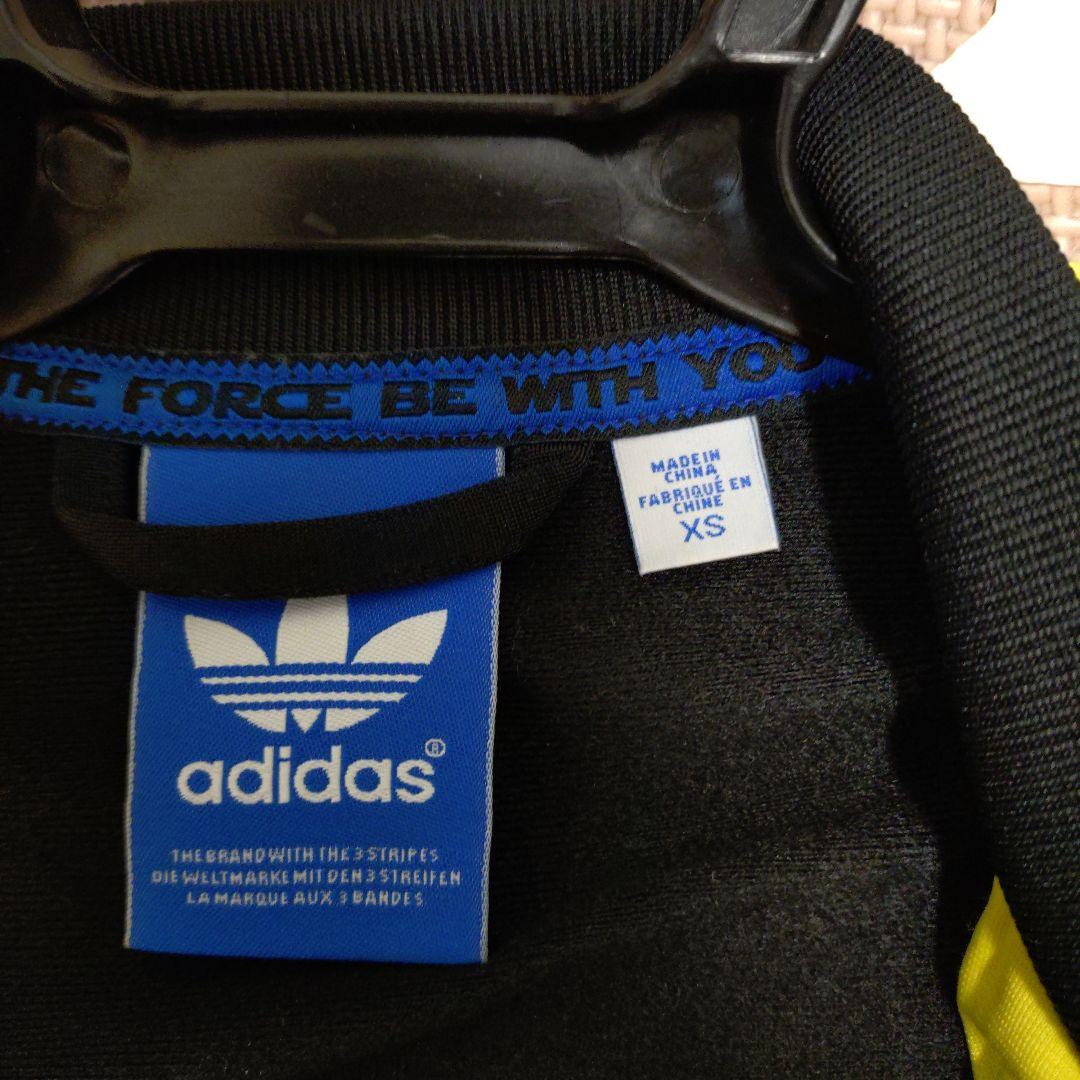 THE FORCE BE WITH YOU
MADE IN
CHINA
FABRIQUÉ EN
CHINE
XS
adidas®
THE BRAND WITH THE 3 STRIPES
DIE WELTMARKE MIT DEN 3 STREIFEN
LA MARQUE AUX 3 BANDES